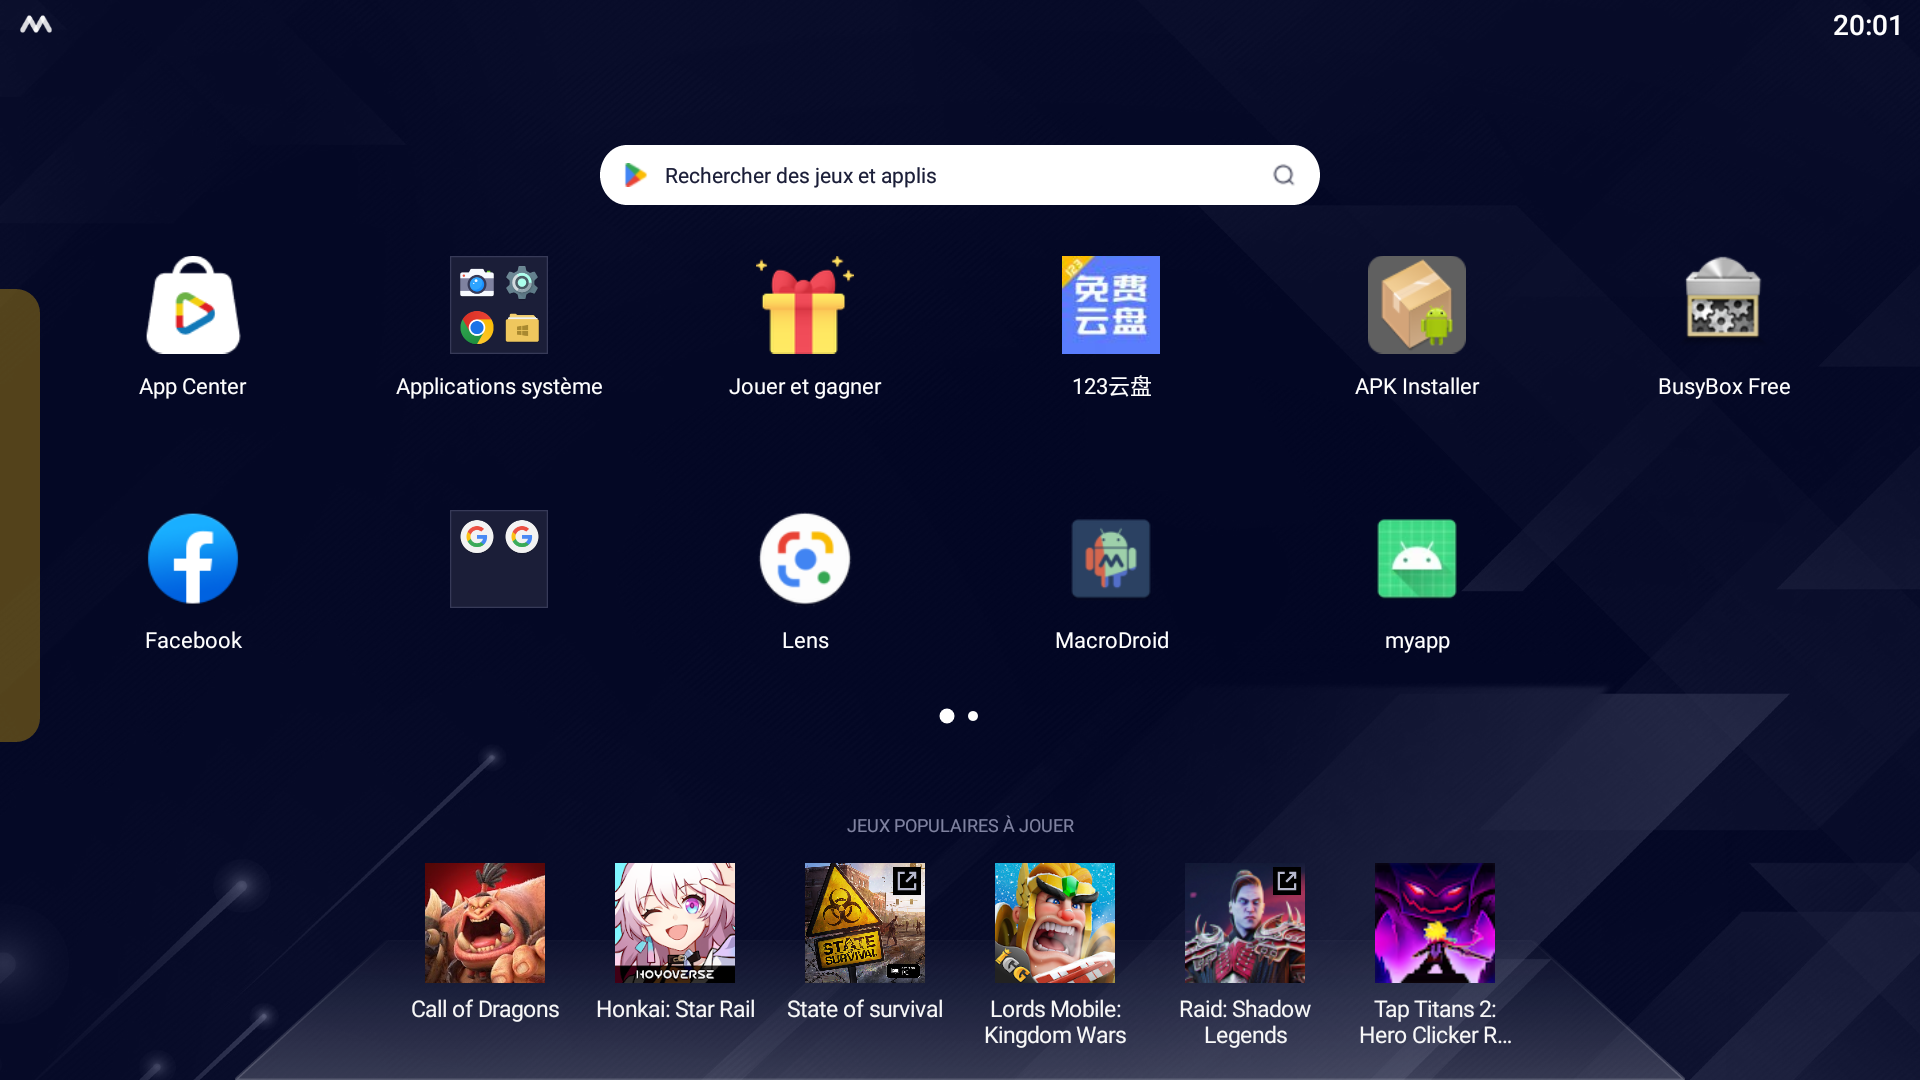 20:01
Rechercher des jeux et applis
123
免费
云盘
App Center
Applications système
Jouer et gagner
123云盘
APK Installer
BusyBox Free
Facebook
Lens
MacroDroid
myapp
JEUX POPULAIRES À JOUER
STATE
SURVIVAL
HOYOVERSE
IGG
Call of Dragons
Honkai: Star Rail
State of survival
Lords Mobile:
Kingdom Wars
Raid: Shadow
Legends
Tap Titans 2:
Hero Clicker R...